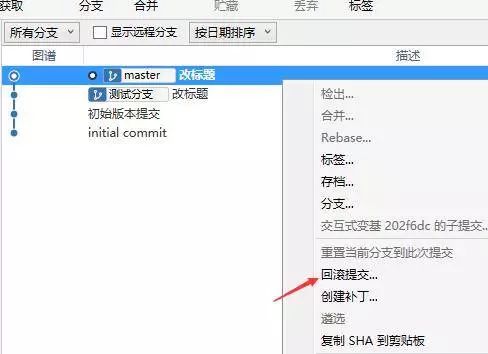 获取 分支 合并 贮藏 丢弃 标签
所有分支 显示远程分支 按日期排序
图谱 描述
master 改标题
测试分支 改标题
初始版本提交
initial commit
检出...
合并...
Rebase...
标签...
存档...
分支...
交互式变基 202f6dc 的子提交...
重置当前分支到此次提交
回滚提交...
创建补丁...
遴选
复制 SHA 到剪贴板